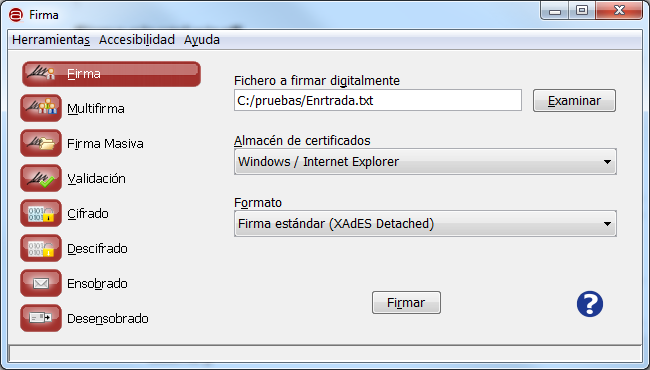 Firma
Herramientas Accesibilidad Ayuda
Firma
Multifirma
Firma Masiva
Validación
Cifrado
Descifrado
Ensobrado
Desensobrado
Fichero a firmar digitalmente
C:/pruebas/Enrtrada.txt
Examinar
Almacén de certificados
Windows / Internet Explorer
Formato
Firma estándar (XAdES Detached)
Firmar
?